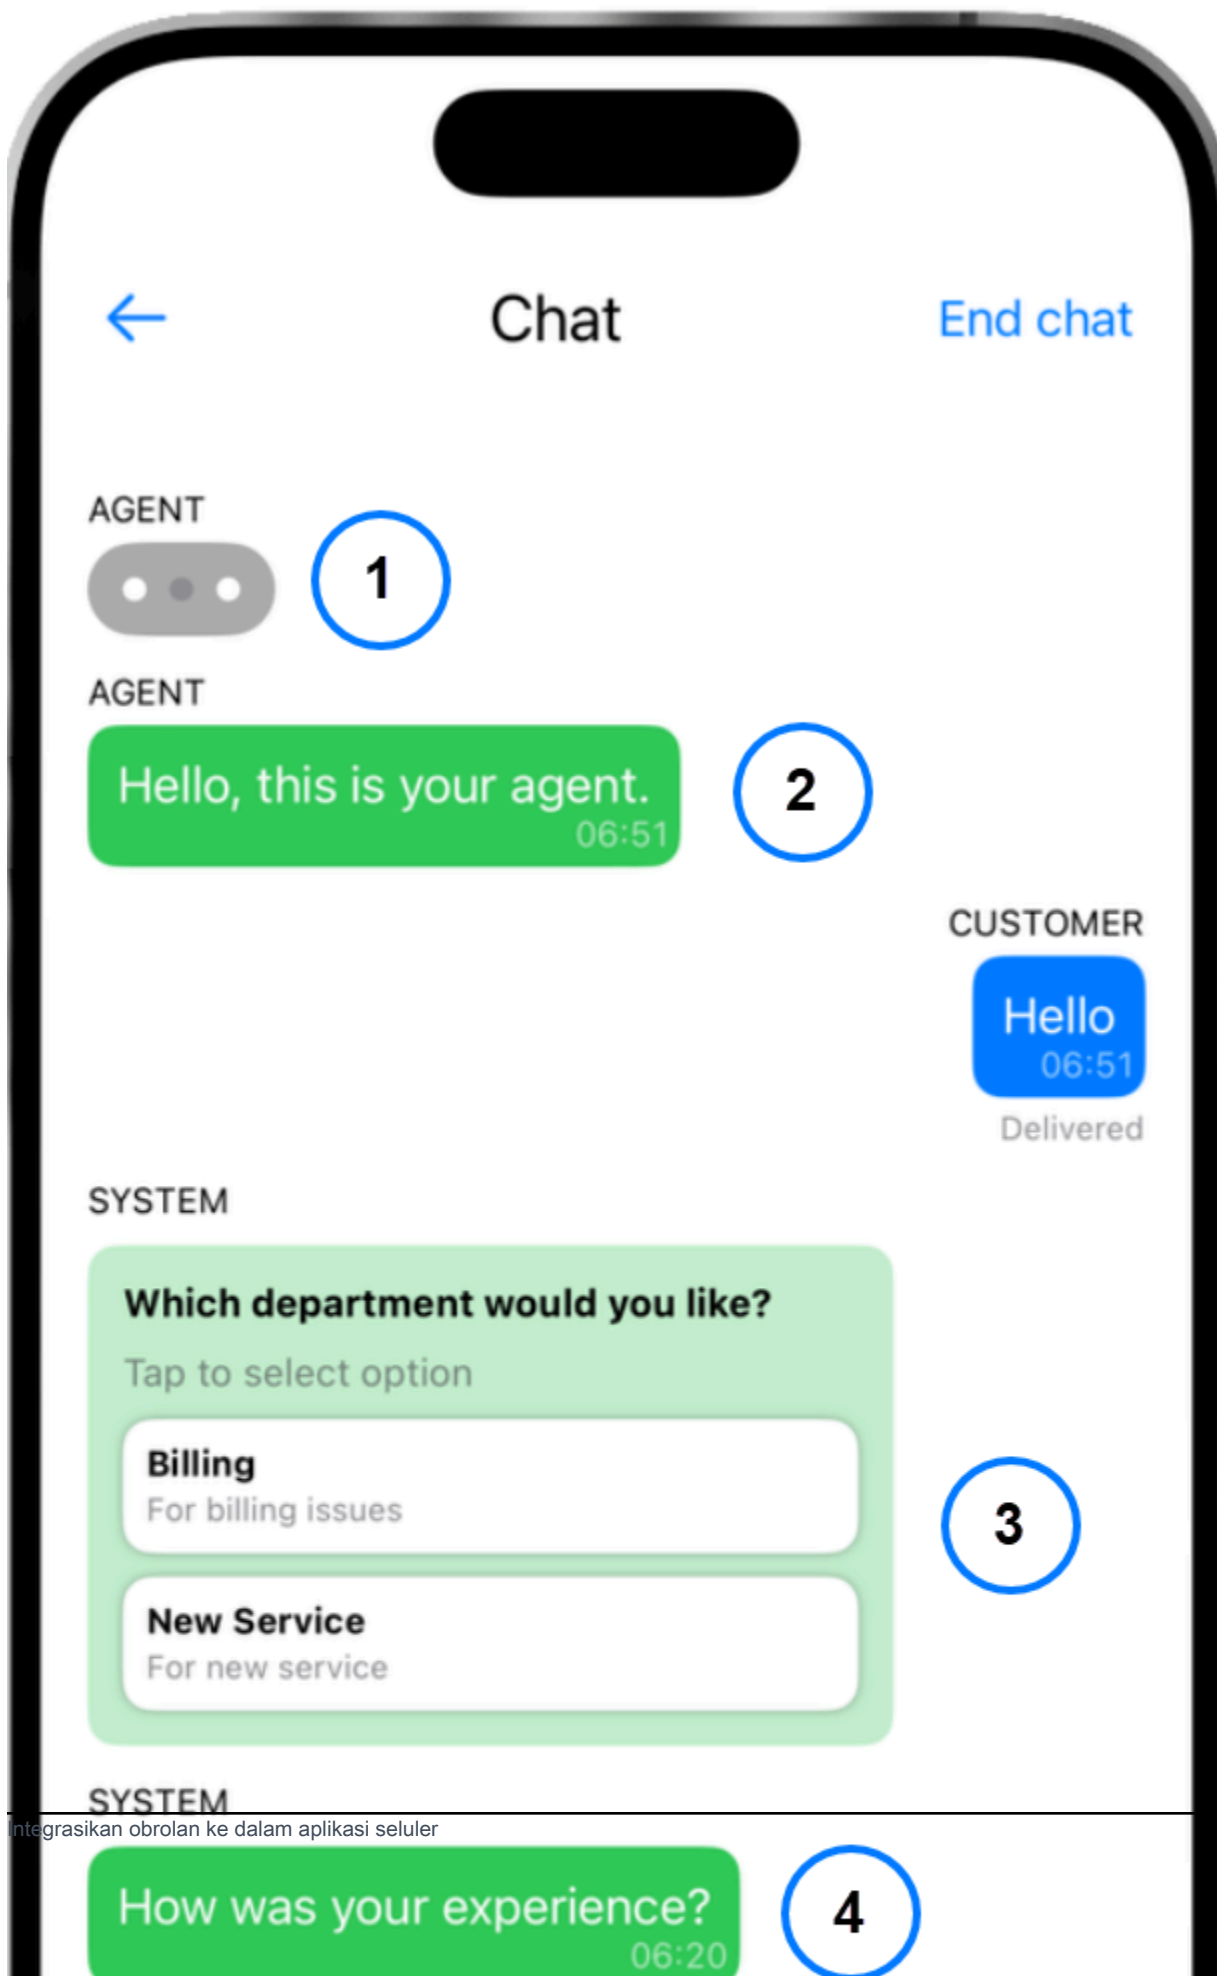 Chat
End chat
AGENT
1
AGENT
Hello, this is your agent.
06:51
2
CUSTOMER
Hello
06:51
Delivered
SYSTEM
Which department would you like?
Tap to select option
Billing
For billing issues
New Service
For new service
3
SYSTEM
Integrasikan obrolan ke dalam aplikasi seluler
How was your experience?
06:20
4